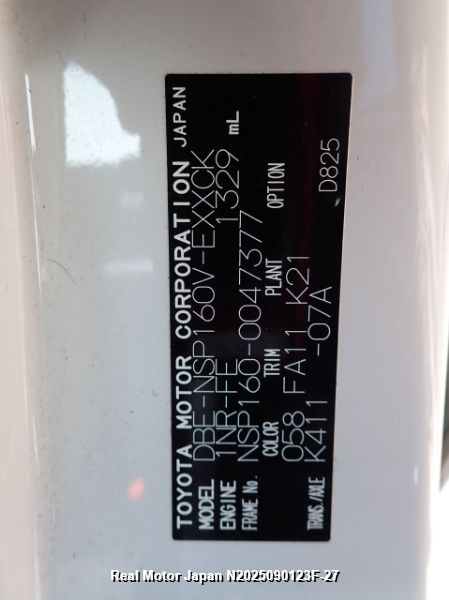 TOYOTA MOTOR CORPORATION JAPAN
MODEL DBE-NSP160V-EXXCK
ENGINE 1NR-FE 1329 mL
FRAME No. NSP160-0047377
COLOR TRIM PLANT OPTION
058 FA11 K21
TRANS./AXLE K411 -07A D825
Real Motor Japan N2025090123F-27